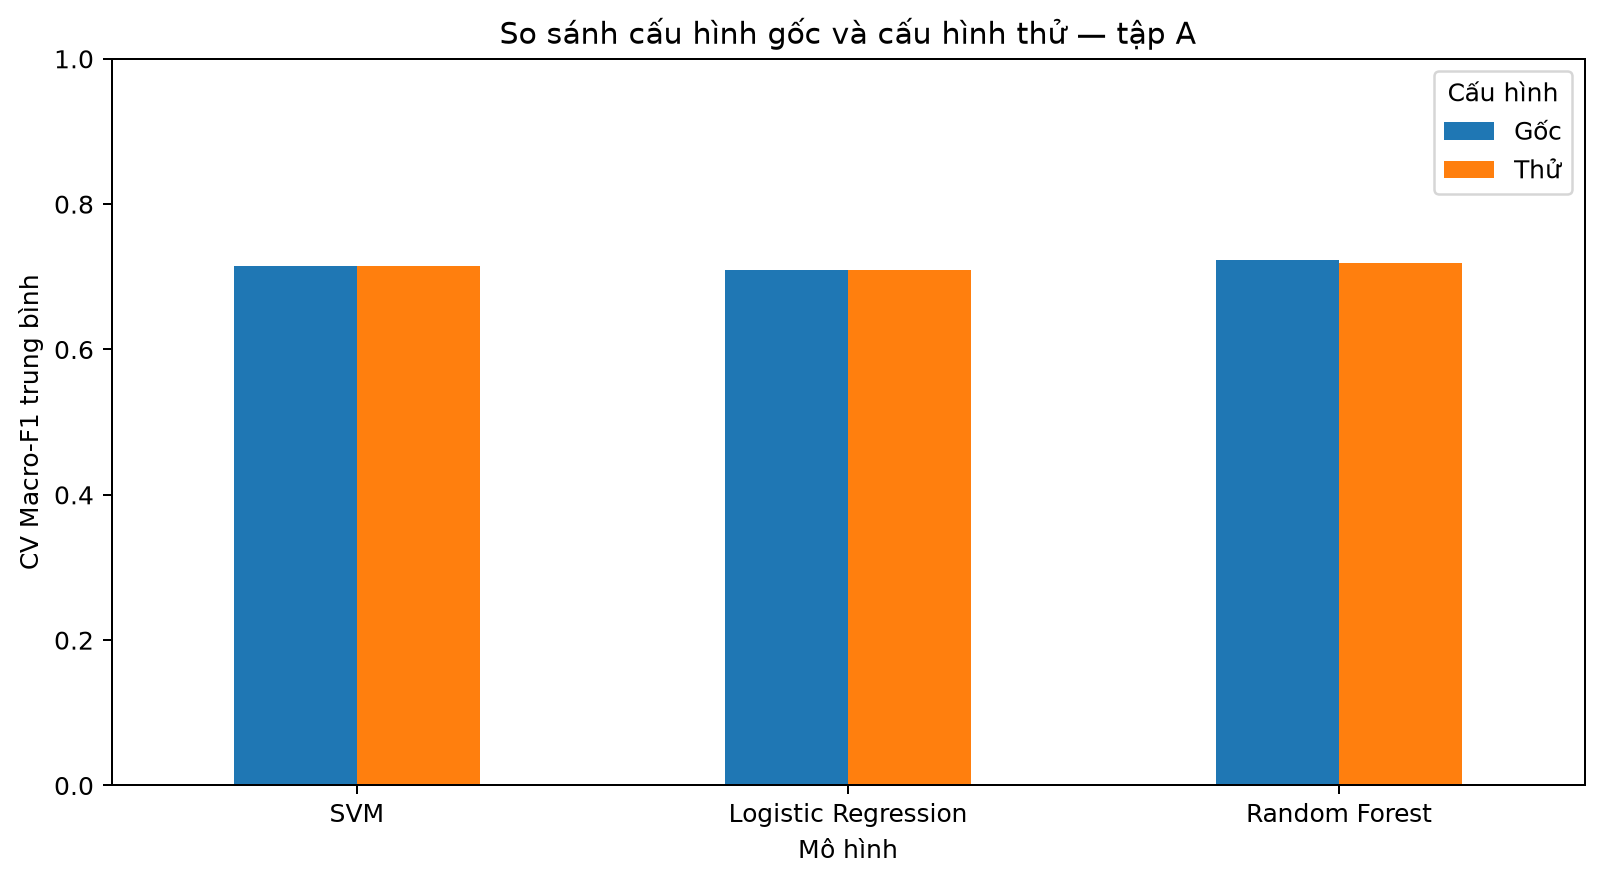 So sánh cấu hình gốc và cấu hình thử — tập A
CV Macro-F1 trung bình
1.0
0.8
0.6
0.4
0.2
0.0
Cấu hình
Gốc
Thử
SVM
Logistic Regression
Random Forest
Mô hình